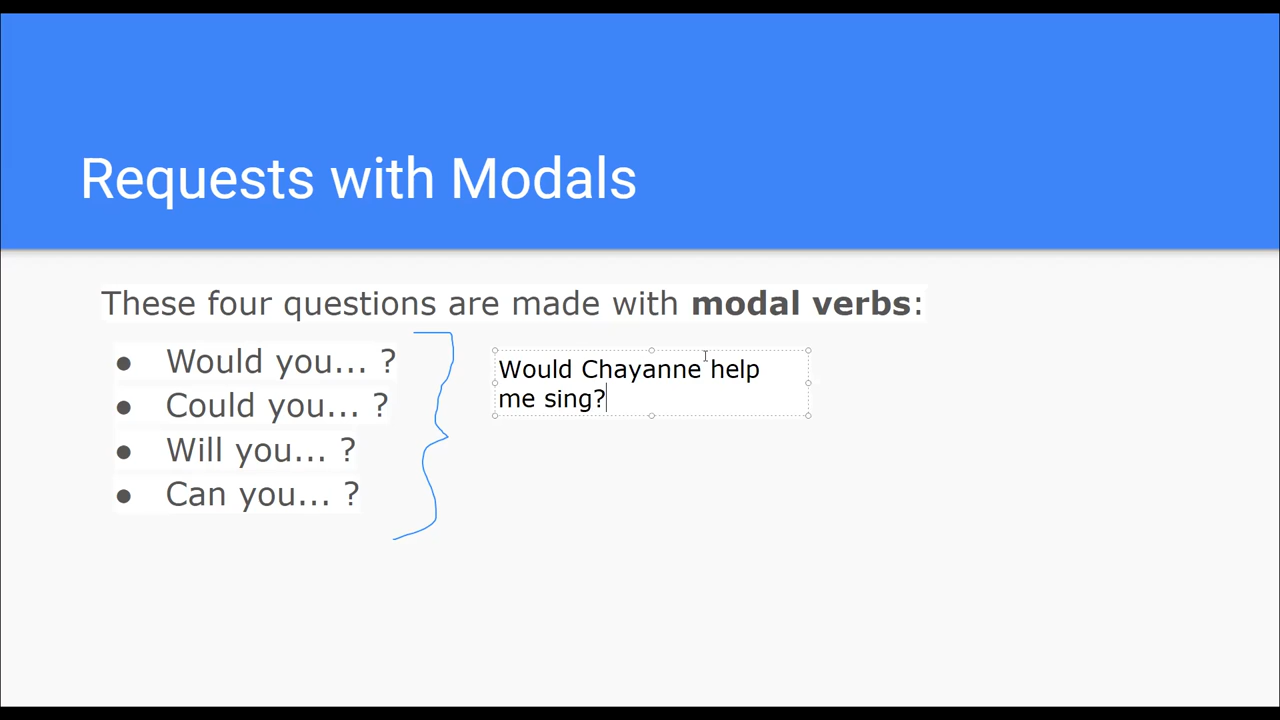 Requests with Modals
These four questions are made with modal verbs:
● Would you... ?
● Could you... ?
● Will you... ?
● Can you... ?
Would Chayanne help
me sing?